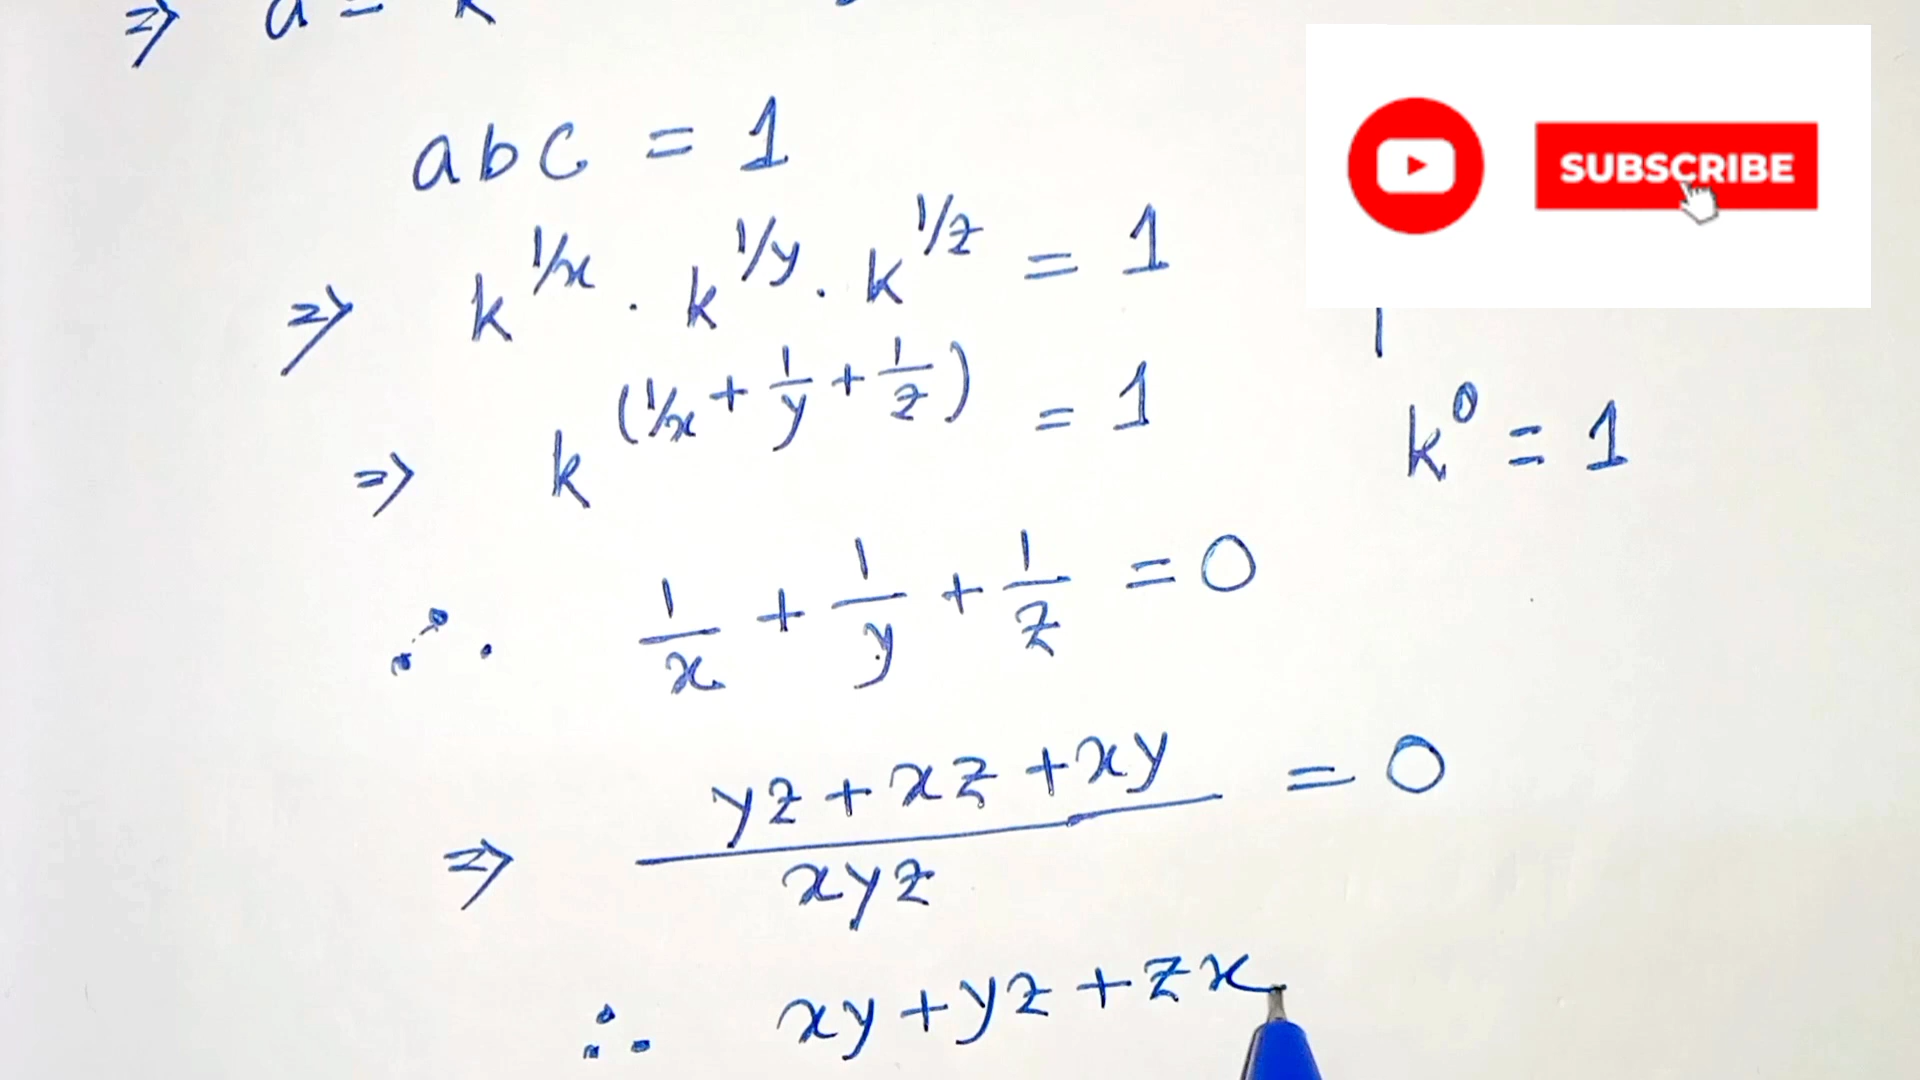 ⇒ a = k
abc = 1
SUBSCRIBE
⇒ k^{1/x} · k^{1/y} · k^{1/z} = 1
⇒ k^{(1/x + 1/y + 1/z)} = 1
k^0 = 1
∴ 1/x + 1/y + 1/z = 0
⇒ (yz + xz + xy)/xyz = 0
∴ xy + yz + zx